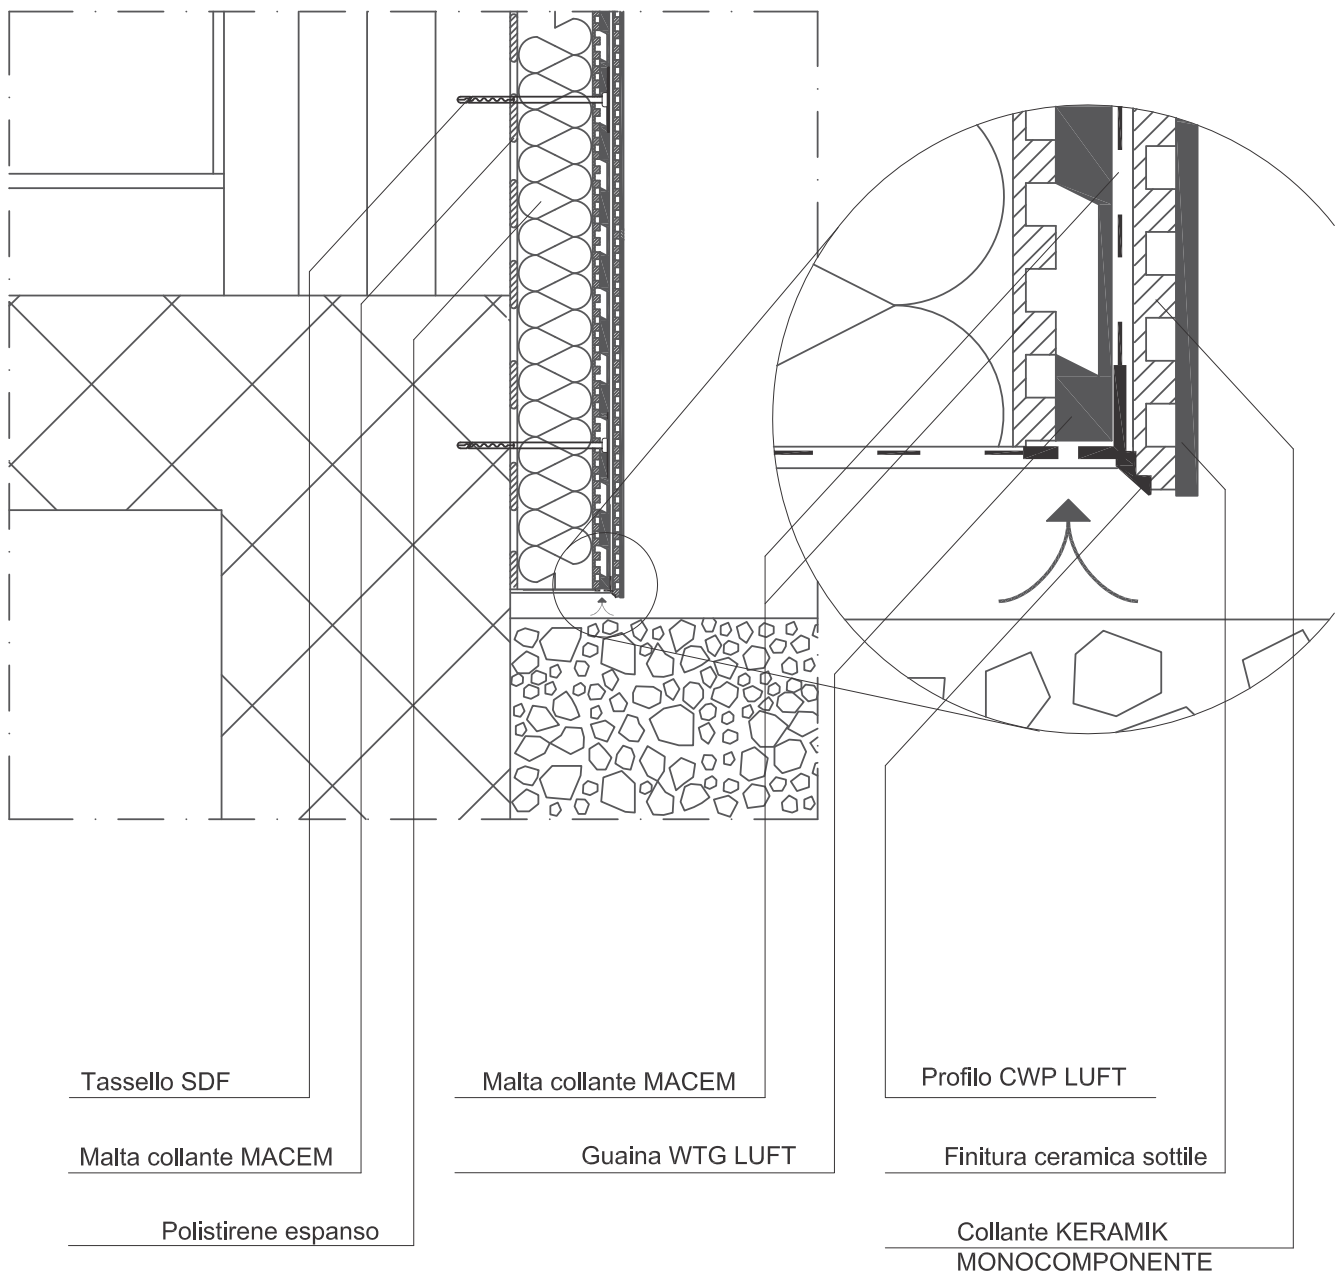 Tassello SDF
Malta collante MACEM
Polistirene espanso
Malta collante MACEM
Guaina WTG LUFT
Profilo CWP LUFT
Finitura ceramica sottile
Collante KERAMIK
MONOCOMPONENTE